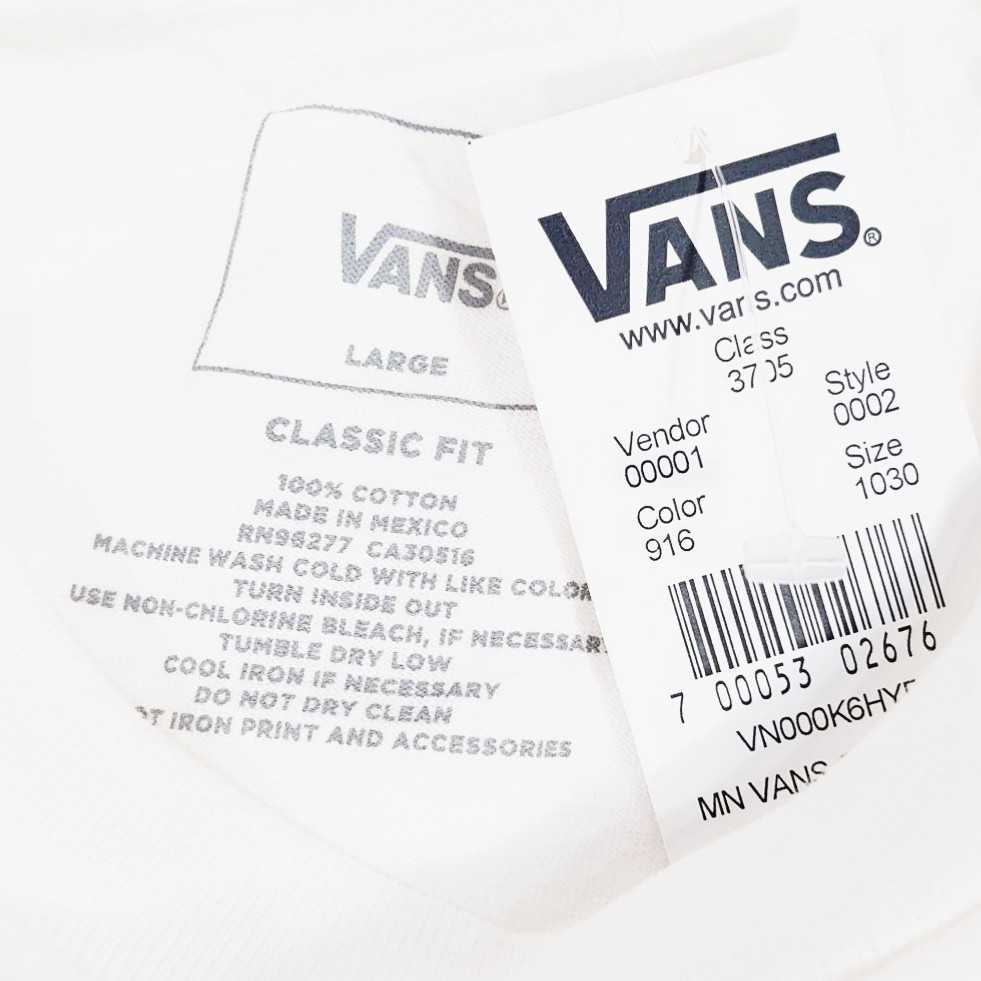 VANS
LARGE
CLASSIC FIT
100% COTTON
MADE IN MEXICO
RN96277 CA30516
MACHINE WASH COLD WITH LIKE
TURN INSIDE OUT
USE NON-CHLORINE BLEACH, IF
TUMBLE DRY LOW
COOL IRON IF NECESSARY
DO NOT DRY CLEAN
IRON PRINT AND ACCESSORIES
VANS®
www.vans.com
Class
3705
Vendor
00001
Style
0002
Color
916
Size
1030
7 00053 02676
MN VANS